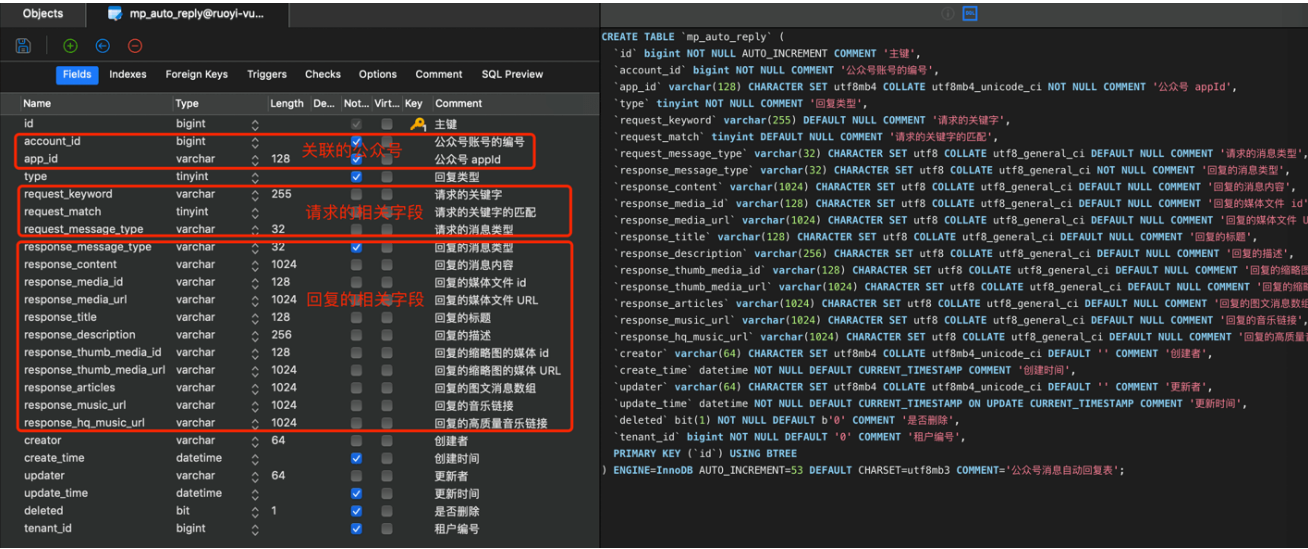 Objects
mp_auto_reply@ruoyi-vu...
Fields Indexes Foreign Keys Triggers Checks Options Comment SQL Preview
Name Type Length De... Not... Virt... Key Comment
id bigint 主键
account_id bigint 公众号账号的编号
关联的公众号
app_id varchar 128 公众号 appId
type tinyint 回复类型
request_keyword varchar 255 请求的关键字
request_match tinyint 请求的关键字的匹配
请求的相关字段
request_message_type varchar 32 请求的消息类型
response_message_type varchar 32 回复的消息类型
response_content varchar 1024 回复的消息内容
response_media_id varchar 128 回复的媒体文件 id
response_media_url varchar 1024 回复的媒体文件 URL
回复的相关字段
response_title varchar 128 回复的标题
response_description varchar 256 回复的描述
response_thumb_media_id varchar 128 回复的缩略图的媒体 id
response_thumb_media_url varchar 1024 回复的缩略图的媒体 URL
response_articles varchar 1024 回复的图文消息数组
response_music_url varchar 1024 回复的音乐链接
response_hq_music_url varchar 1024 回复的高质量音乐链接
creator varchar 64 创建者
create_time datetime 创建时间
updater varchar 64 更新者
update_time datetime 更新时间
deleted bit 1 是否删除
tenant_id bigint 租户编号
CREATE TABLE `mp_auto_reply` (
`id` bigint NOT NULL AUTO_INCREMENT COMMENT '主键',
`account_id` bigint NOT NULL COMMENT '公众号账号的编号',
`app_id` varchar(128) CHARACTER SET utf8mb4 COLLATE utf8mb4_unicode_ci NOT NULL COMMENT '公众号 appId',
`type` tinyint NOT NULL COMMENT '回复类型',
`request_keyword` varchar(255) DEFAULT NULL COMMENT '请求的关键字',
`request_match` tinyint DEFAULT NULL COMMENT '请求的关键字的匹配',
`request_message_type` varchar(32) CHARACTER SET utf8 COLLATE utf8_general_ci DEFAULT NULL COMMENT '请求的消息类型',
`response_message_type` varchar(32) CHARACTER SET utf8 COLLATE utf8_general_ci NOT NULL COMMENT '回复的消息类型',
`response_content` varchar(1024) CHARACTER SET utf8 COLLATE utf8_general_ci DEFAULT NULL COMMENT '回复的消息内容',
`response_media_id` varchar(128) CHARACTER SET utf8 COLLATE utf8_general_ci DEFAULT NULL COMMENT '回复的媒体文件 id'
`response_media_url` varchar(1024) CHARACTER SET utf8 COLLATE utf8_general_ci DEFAULT NULL COMMENT '回复的媒体文件 U
`response_title` varchar(128) CHARACTER SET utf8 COLLATE utf8_general_ci DEFAULT NULL COMMENT '回复的标题',
`response_description` varchar(256) CHARACTER SET utf8 COLLATE utf8_general_ci DEFAULT NULL COMMENT '回复的描述',
`response_thumb_media_id` varchar(128) CHARACTER SET utf8 COLLATE utf8_general_ci DEFAULT NULL COMMENT '回复的缩略图
`response_thumb_media_url` varchar(1024) CHARACTER SET utf8 COLLATE utf8_general_ci DEFAULT NULL COMMENT '回复的缩略
`response_articles` varchar(1024) CHARACTER SET utf8 COLLATE utf8_general_ci DEFAULT NULL COMMENT '回复的图文消息数组
`response_music_url` varchar(1024) CHARACTER SET utf8 COLLATE utf8_general_ci DEFAULT NULL COMMENT '回复的音乐链接',
`response_hq_music_url` varchar(1024) CHARACTER SET utf8 COLLATE utf8_general_ci DEFAULT NULL COMMENT '回复的高质量音
`creator` varchar(64) CHARACTER SET utf8mb4 COLLATE utf8mb4_unicode_ci DEFAULT '' COMMENT '创建者',
`create_time` datetime NOT NULL DEFAULT CURRENT_TIMESTAMP COMMENT '创建时间',
`updater` varchar(64) CHARACTER SET utf8mb4 COLLATE utf8mb4_unicode_ci DEFAULT '' COMMENT '更新者',
`update_time` datetime NOT NULL DEFAULT CURRENT_TIMESTAMP ON UPDATE CURRENT_TIMESTAMP COMMENT '更新时间',
`deleted` bit(1) NOT NULL DEFAULT b'0' COMMENT '是否删除',
`tenant_id` bigint NOT NULL DEFAULT '0' COMMENT '租户编号',
PRIMARY KEY (`id`) USING BTREE
) ENGINE=InnoDB AUTO_INCREMENT=53 DEFAULT CHARSET=utf8mb3 COMMENT='公众号消息自动回复表';